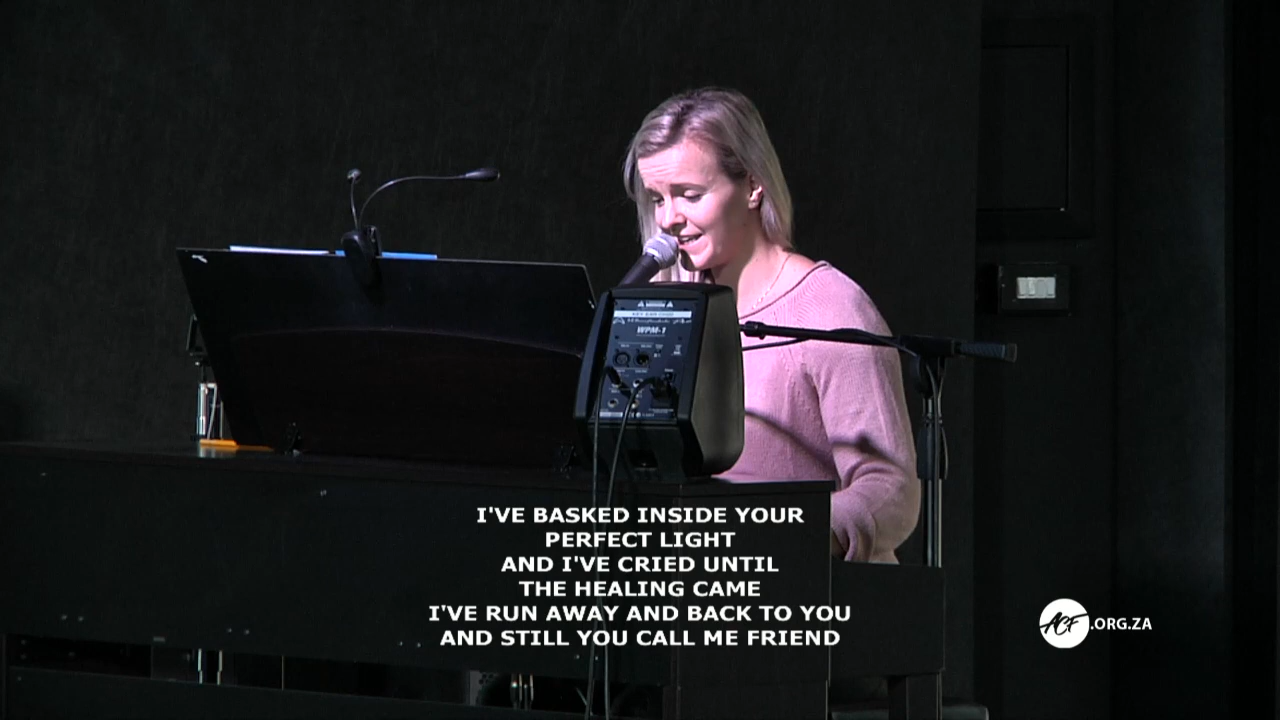 WPM-1
I'VE BASKED INSIDE YOUR
PERFECT LIGHT
AND I'VE CRIED UNTIL
THE HEALING CAME
I'VE RUN AWAY AND BACK TO YOU
AND STILL YOU CALL ME FRIEND
ACF.ORG.ZA